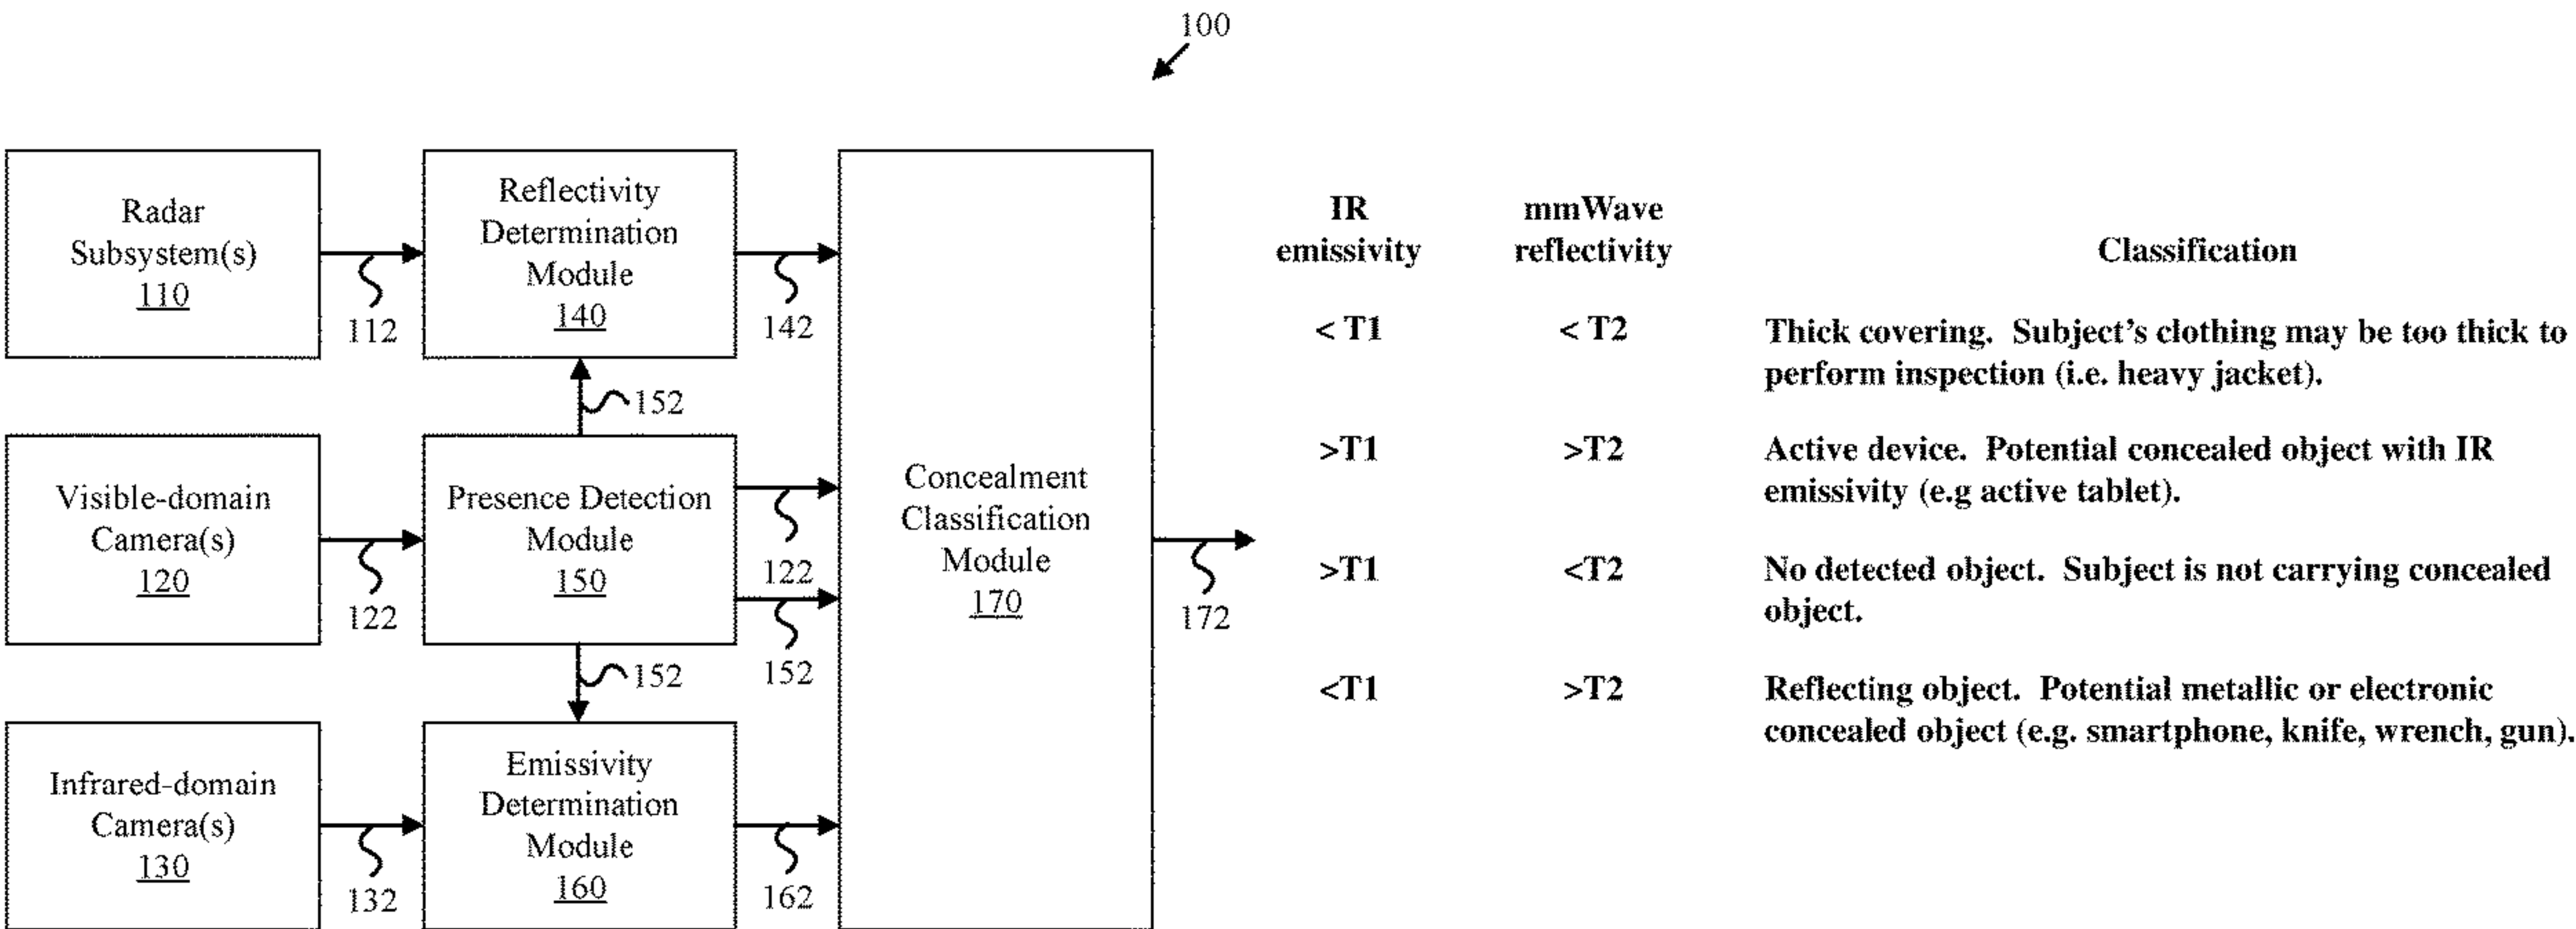 100
Radar
Subsystem(s)
110
112
Reflectivity
Determination
Module
140
142
152
Visible-domain
Camera(s)
120
122
Presence Detection
Module
150
122
152
152
Infrared-domain
Camera(s)
130
132
Emissivity
Determination
Module
160
162
Concealment
Classification
Module
170
172
IR
emissivity
mmWave
reflectivity
Classification
< T1
< T2
Thick covering. Subject's clothing may be too thick to
perform inspection (i.e. heavy jacket).
>T1
>T2
Active device. Potential concealed object with IR
emissivity (e.g active tablet).
>T1
<T2
No detected object. Subject is not carrying concealed
object.
<T1
>T2
Reflecting object. Potential metallic or electronic
concealed object (e.g. smartphone, knife, wrench, gun).